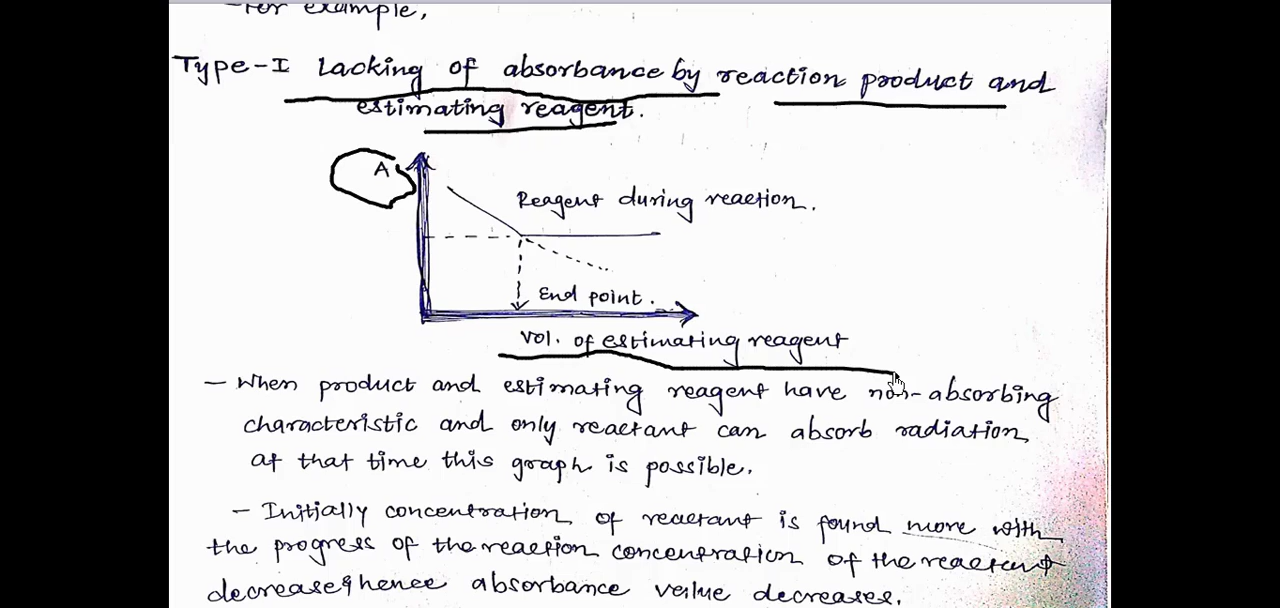 -For example,
Type-I Lacking of absorbance by reaction product and
estimating reagent.
A
Reagent during reaction.
End point.
Vol. of estimating reagent
- When product and estimating reagent have non-absorbing
characteristic and only reactant can absorb radiation
at that time this graph is possible.
- Initially concentration of reactant is found more with
the progress of the reaction concentration of the reactant
decrease & hence absorbance value decreases.